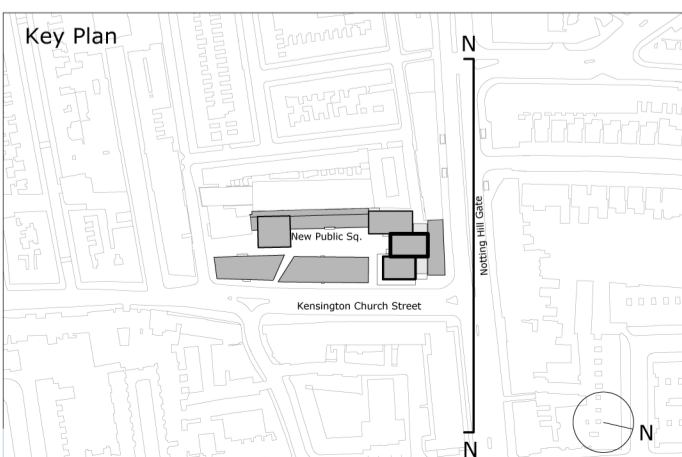 Key Plan
N
New Public Sq.
Notting Hill Gate
Kensington Church Street
N
N